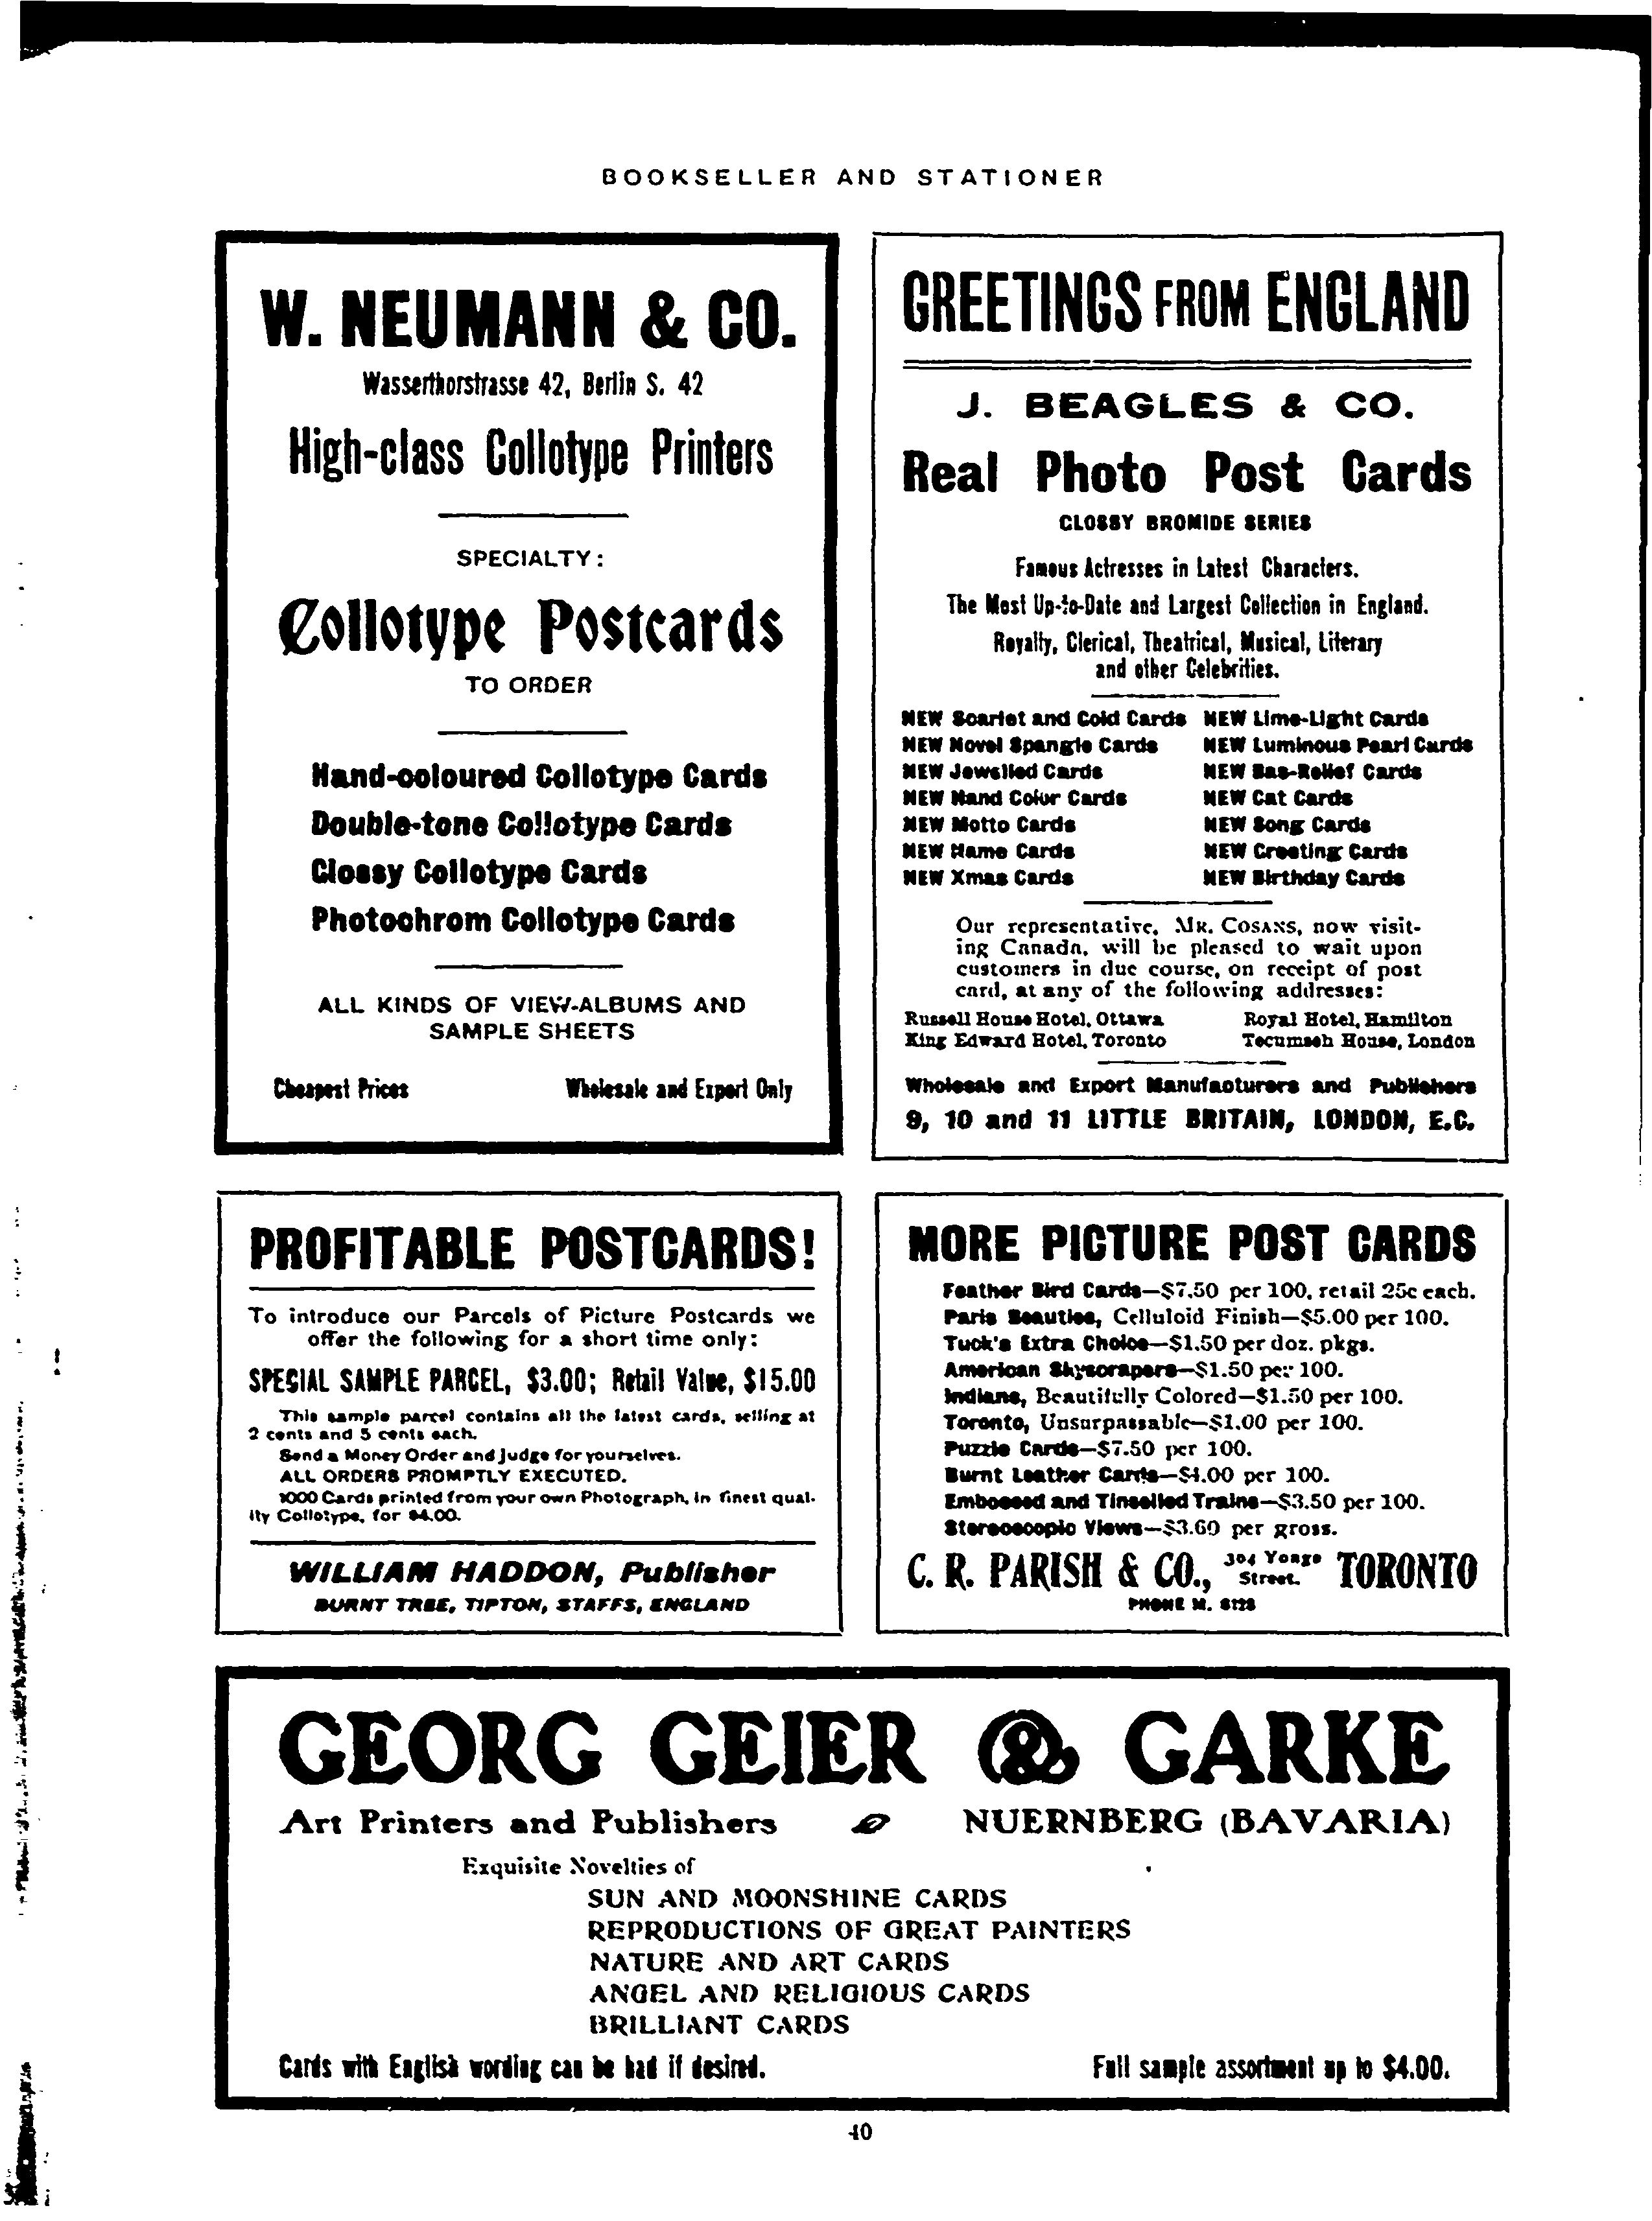 BOOKSELLER AND STATIONER
W. NEUMANN & CO.
Wasserthorstrasse 42, Berlin S. 42
High-class Collotype Printers
SPECIALTY:
Collotype Postcards
TO ORDER
Hand-coloured Collotype Cards
Double-tone Collotype Cards
Glossy Collotype Cards
Photochrom Collotype Cards
ALL KINDS OF VIEW-ALBUMS AND
SAMPLE SHEETS
Cheapest Prices Wholesale and Export Only
GREETINGS FROM ENGLAND
J. BEAGLES & CO.
Real Photo Post Cards
GLOSSY BROMIDE SERIES
Famous Actresses in Latest Characters.
The Most Up-to-Date and Largest Collection in England.
Royalty, Clerical, Theatrical, Musical, Literary
and other Celebrities.
NEW Scarlet and Gold Cards NEW Lime-Light Cards
NEW Novel Spangle Cards NEW Luminous Pearl Cards
NEW Jewelled Cards NEW Bas-Relief Cards
NEW Hand Color Cards NEW Cat Cards
NEW Motto Cards NEW Song Cards
NEW Name Cards NEW Greeting Cards
NEW Xmas Cards NEW Birthday Cards
Our representative, MR. COSANS, now visit-
ing Canada, will be pleased to wait upon
customers in due course, on receipt of post
card, at any of the following addresses:
Russell House Hotel, Ottawa Royal Hotel, Hamilton
King Edward Hotel, Toronto Tecumseh House, London
Wholesale and Export Manufacturers and Publishers
9, 10 and 11 LITTLE BRITAIN, LONDON, E.C.
PROFITABLE POSTCARDS!
To introduce our Parcels of Picture Postcards we
offer the following for a short time only:
SPECIAL SAMPLE PARCEL, $3.00; Retail Value, $15.00
This sample parcel contains all the latest cards, selling at
2 cents and 5 cents each.
Send a Money Order and judge for yourselves.
ALL ORDERS PROMPTLY EXECUTED.
1000 Cards printed from your own Photograph, in finest qual-
ity Collotype, for $4.00.
WILLIAM HADDON, Publisher
BURNT TREE, TIPTON, STAFFS, ENGLAND
MORE PICTURE POST CARDS
Feather Bird Cards—$7.50 per 100, retail 25c each.
Paris Beauties, Celluloid Finish—$5.00 per 100.
Tuck's Extra Choice—$1.50 per doz. pkgs.
American Skyscrapers—$1.50 per 100.
Indians, Beautifully Colored—$1.50 per 100.
Toronto, Unsurpassable—$1.00 per 100.
Puzzle Cards—$7.50 per 100.
Burnt Leather Cards—$4.00 per 100.
Embossed and Tinselled Trains—$3.50 per 100.
Stereoscopic Views—$3.60 per gross.
C. R. PARISH & CO., 304 Yonge Street. TORONTO
PHONE M. 6128
GEORG GEIER & GARKE
Art Printers and Publishers NUERNBERG (BAVARIA)
Exquisite Novelties of
SUN AND MOONSHINE CARDS
REPRODUCTIONS OF GREAT PAINTERS
NATURE AND ART CARDS
ANGEL AND RELIGIOUS CARDS
BRILLIANT CARDS
Cards with English wording can be had if desired. Full sample assortment up to $4.00.
40